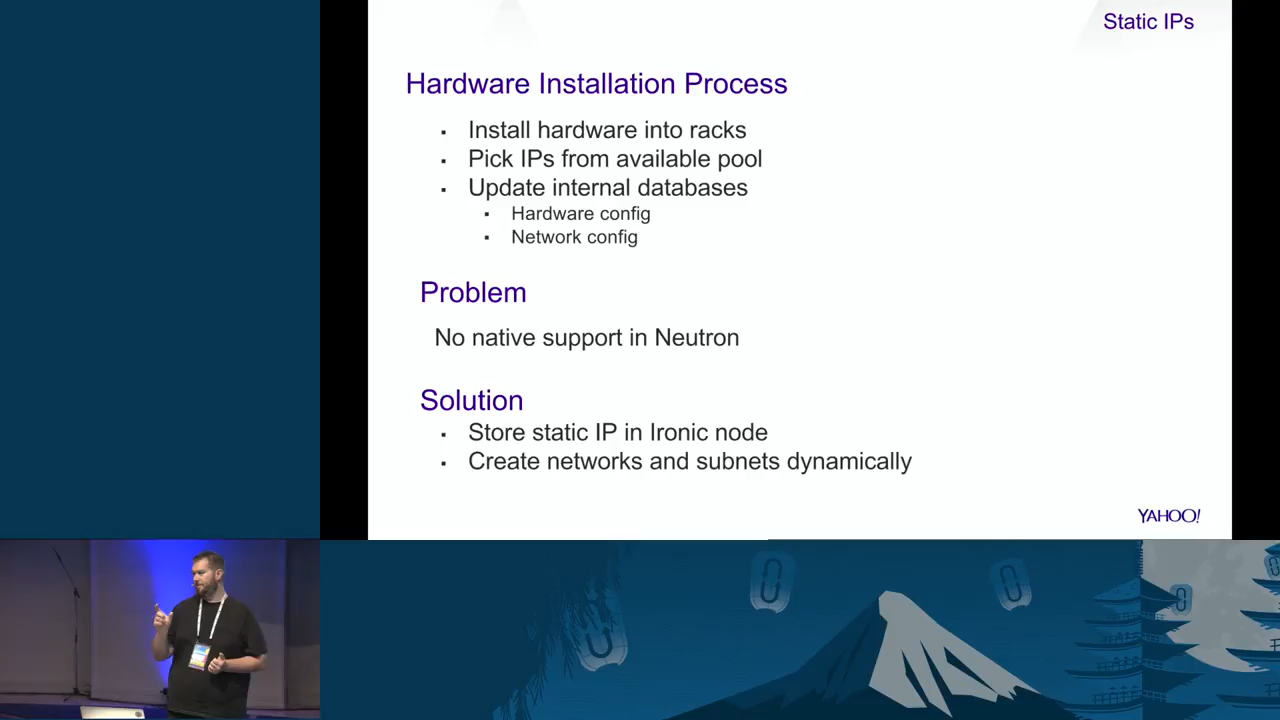 Static IPs
Hardware Installation Process
Install hardware into racks
Pick IPs from available pool
Update internal databases
Hardware config
Network config
Problem
No native support in Neutron
Solution
Store static IP in Ironic node
Create networks and subnets dynamically
YAHOO!